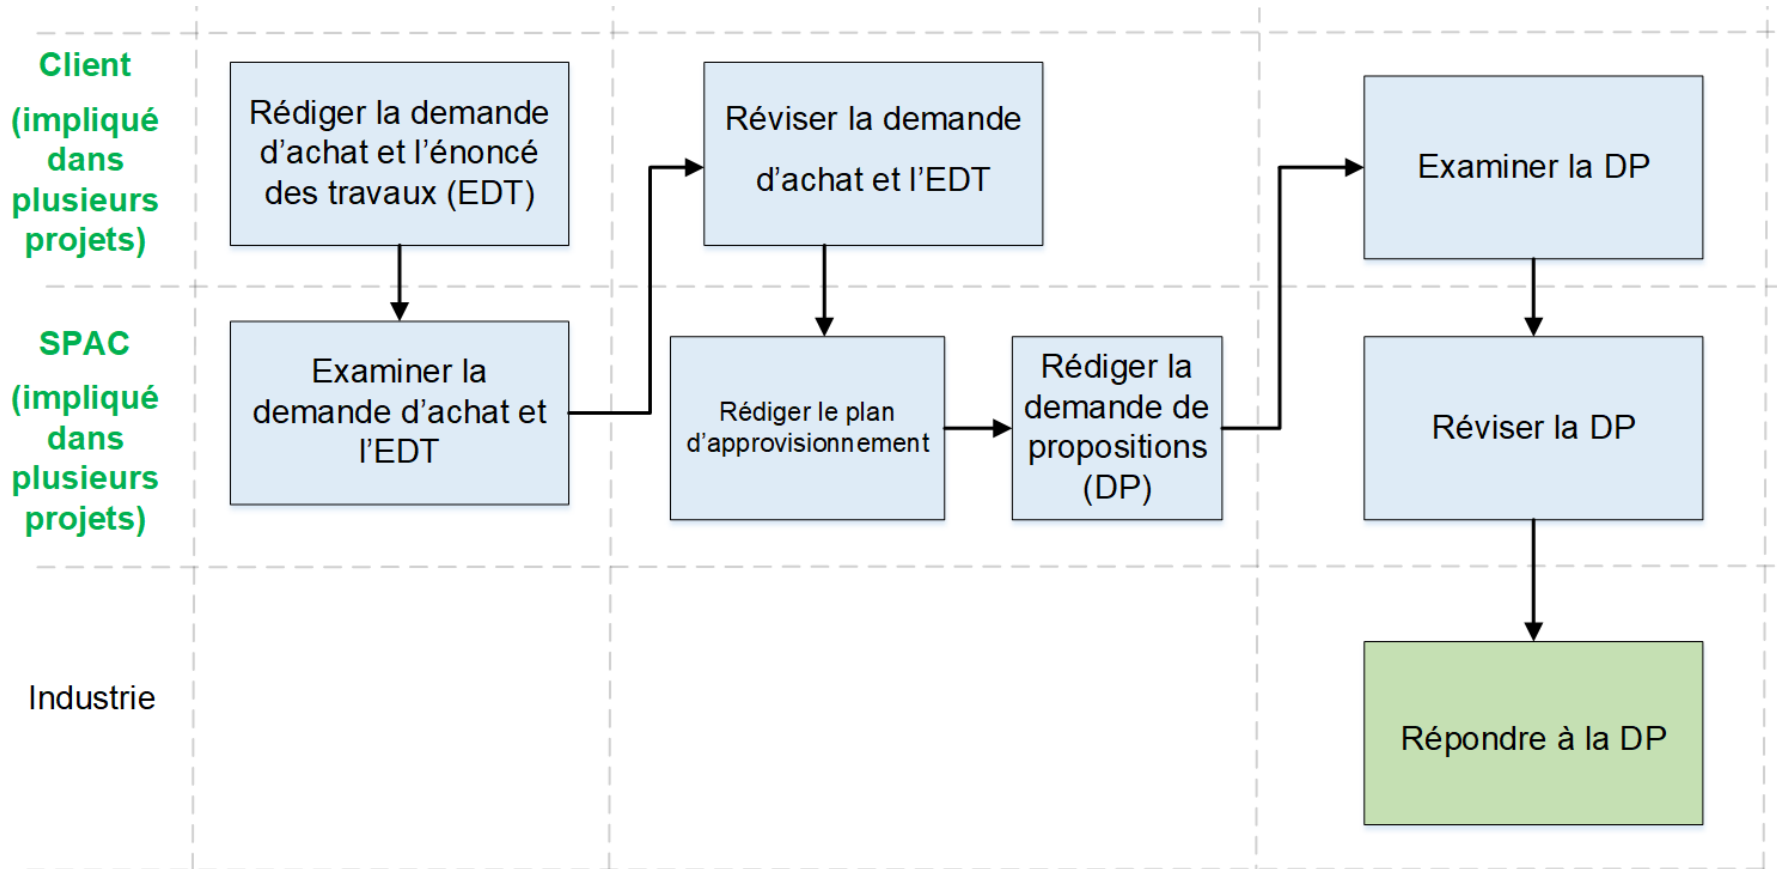 Client
(impliqué
dans
plusieurs
projets)
Rédiger la demande
d’achat et l’énoncé
des travaux (EDT)
Réviser la demande
d’achat et l’EDT
Examiner la DP
SPAC
(impliqué
dans
plusieurs
projets)
Examiner la
demande d’achat et
l’EDT
Rédiger le plan
d’approvisionnement
Rédiger la
demande de
propositions
(DP)
Réviser la DP
Industrie
Répondre à la DP